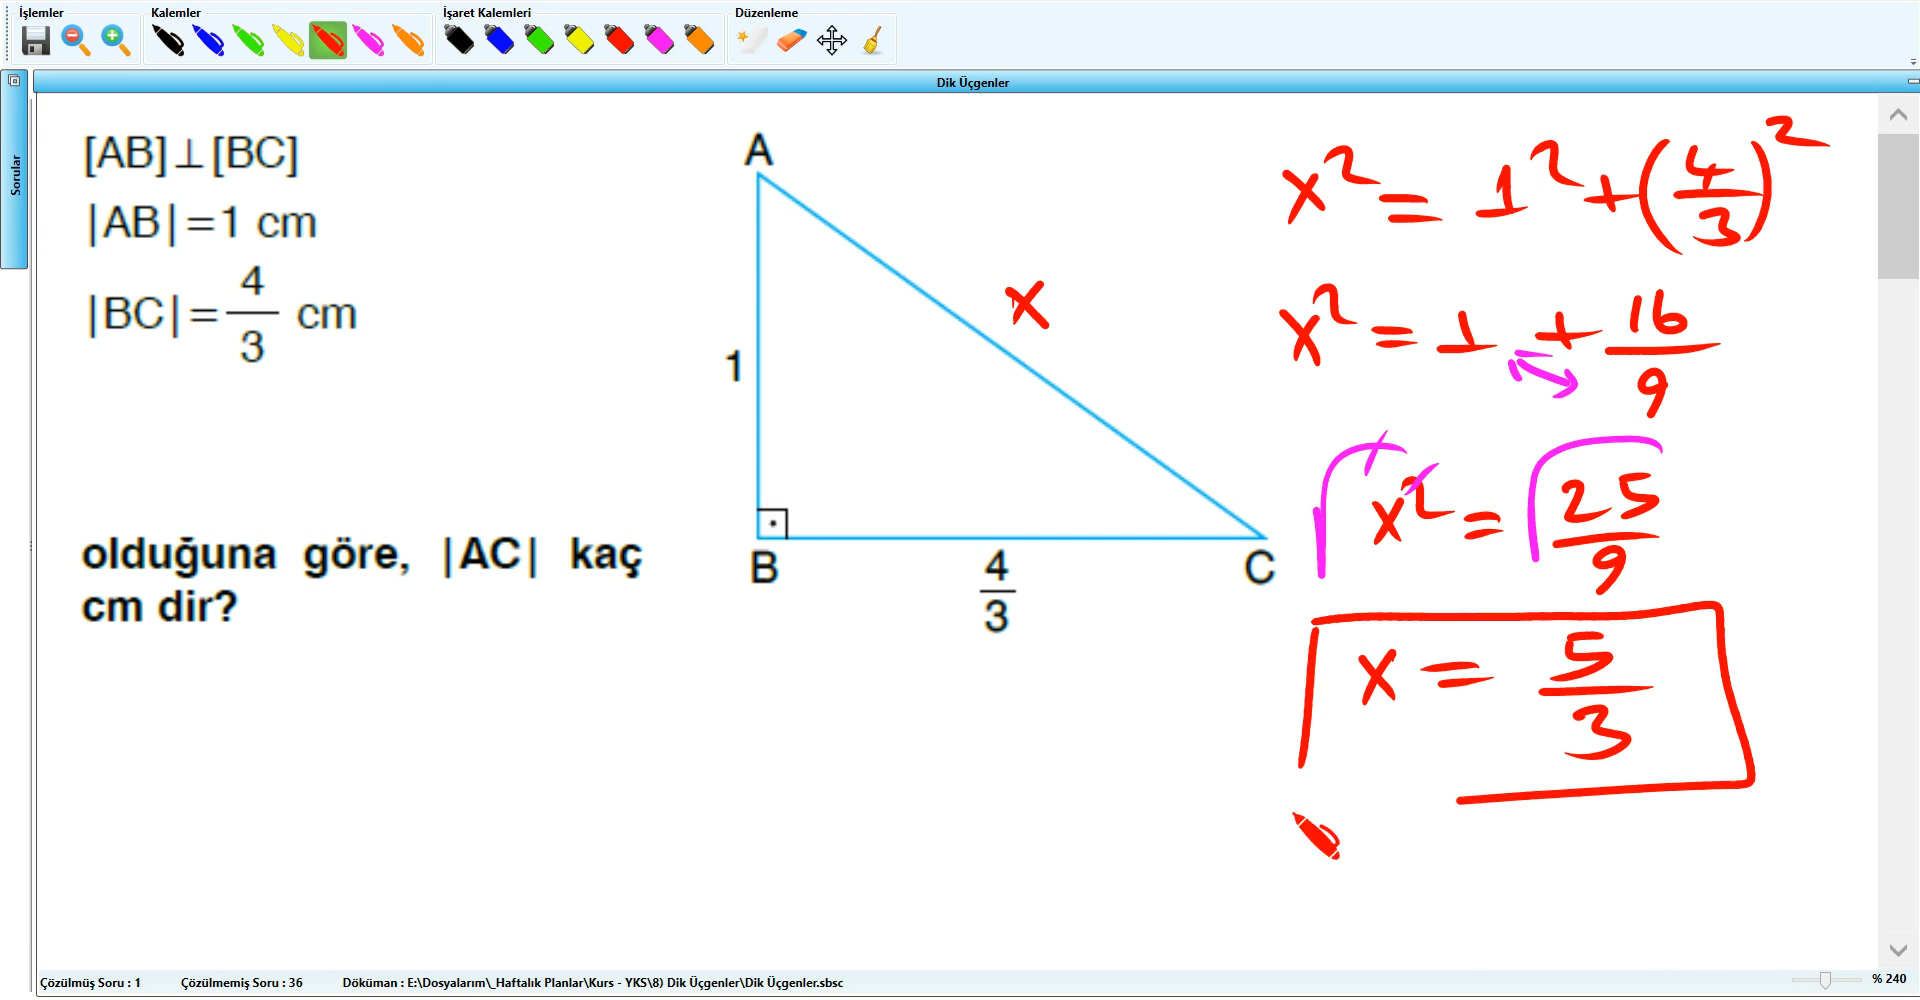 İşlemler
Kalemler
İşaret Kalemleri
Düzenleme
Dik Üçgenler
Sorular
[AB]⊥[BC]
|AB|=1 cm
|BC|=4/3 cm
olduğuna göre, |AC| kaç
cm dir?
A
1
x
B
4/3
C
x²=1²+(4/3)²
x²=1+16/9
√x²=√25/9
x=5/3
Çözülmüş Soru : 1 Çözülmemiş Soru : 36 Döküman : E:\Dosyalarım\_Haftalık Planlar\Kurs - YKS\8) Dik Üçgenler\Dik Üçgenler.sbsc % 240